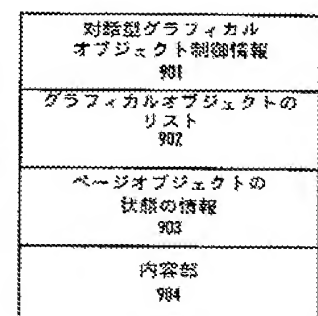 対話型グラフィカル
オブジェクト制御情報
901
グラフィカルオブジェクトの
リスト
902
ページオブジェクトの
状態の情報
903
内容部
904